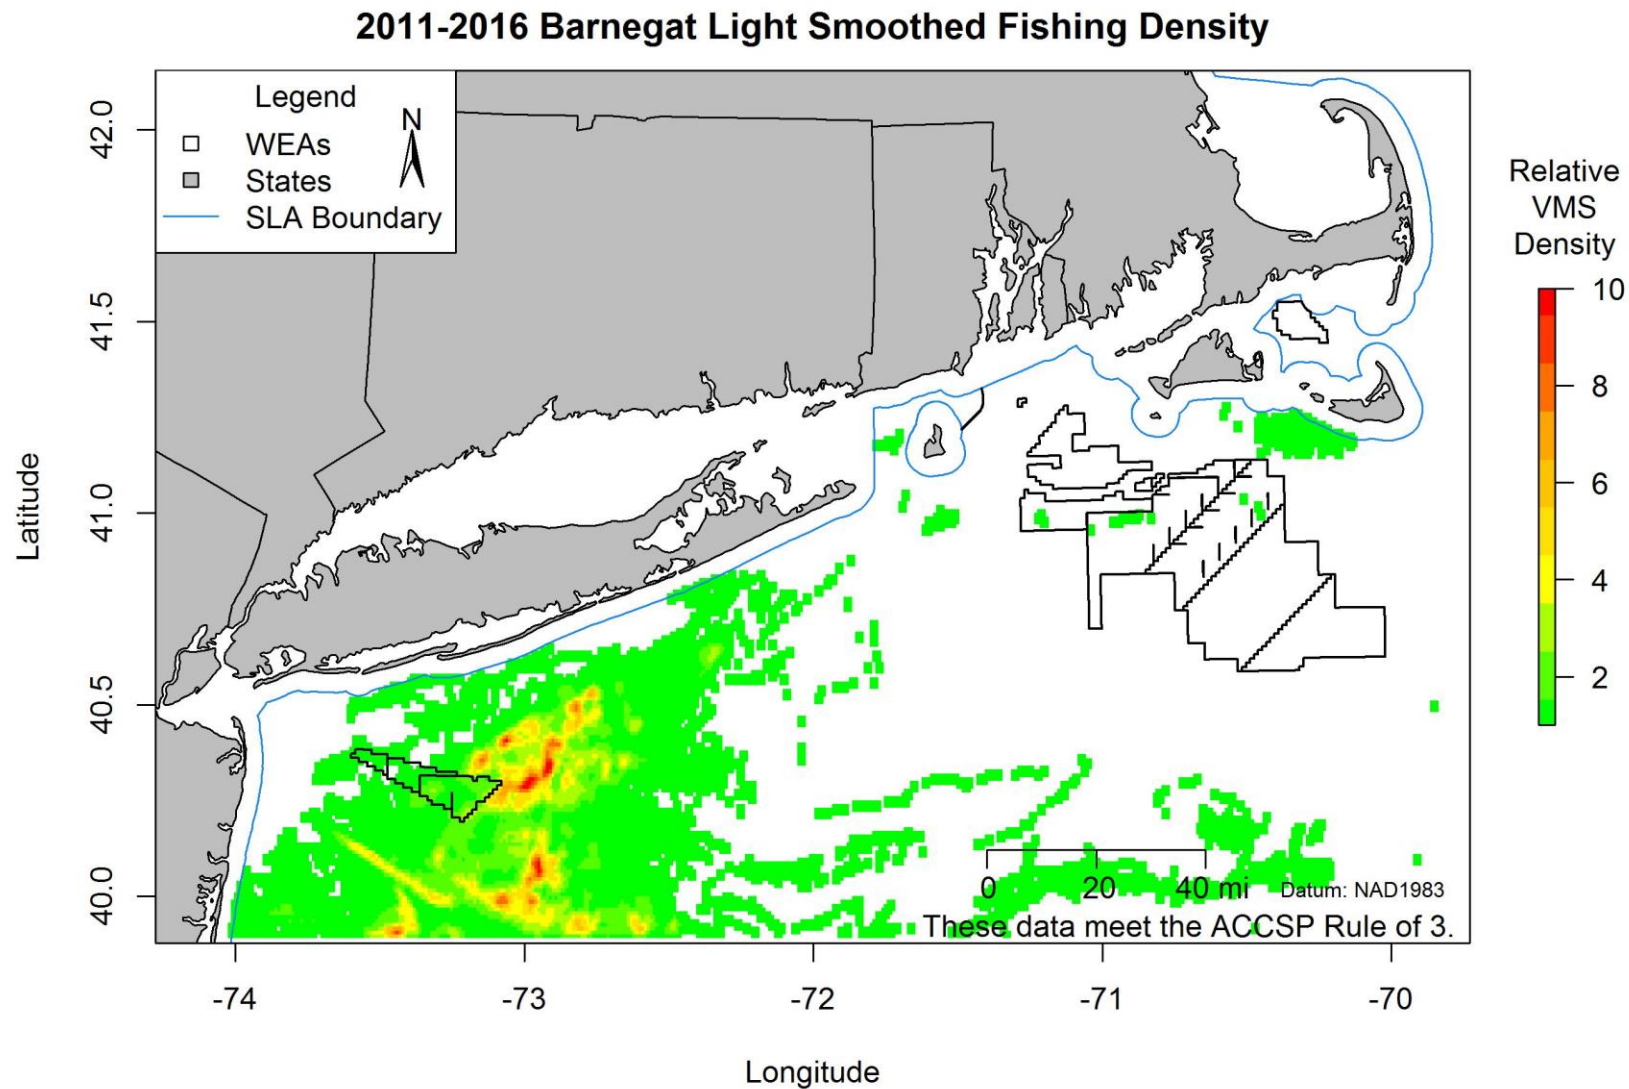 2011-2016 Barnegat Light Smoothed Fishing Density
Legend
N
WEAs
States
SLA Boundary
Relative
VMS
Density
10
8
6
4
2
Latitude
42.0
41.5
41.0
40.5
40.0
0
20
40 mi
Datum: NAD1983
These data meet the ACCSP Rule of 3.
-74
-73
-72
-71
-70
Longitude